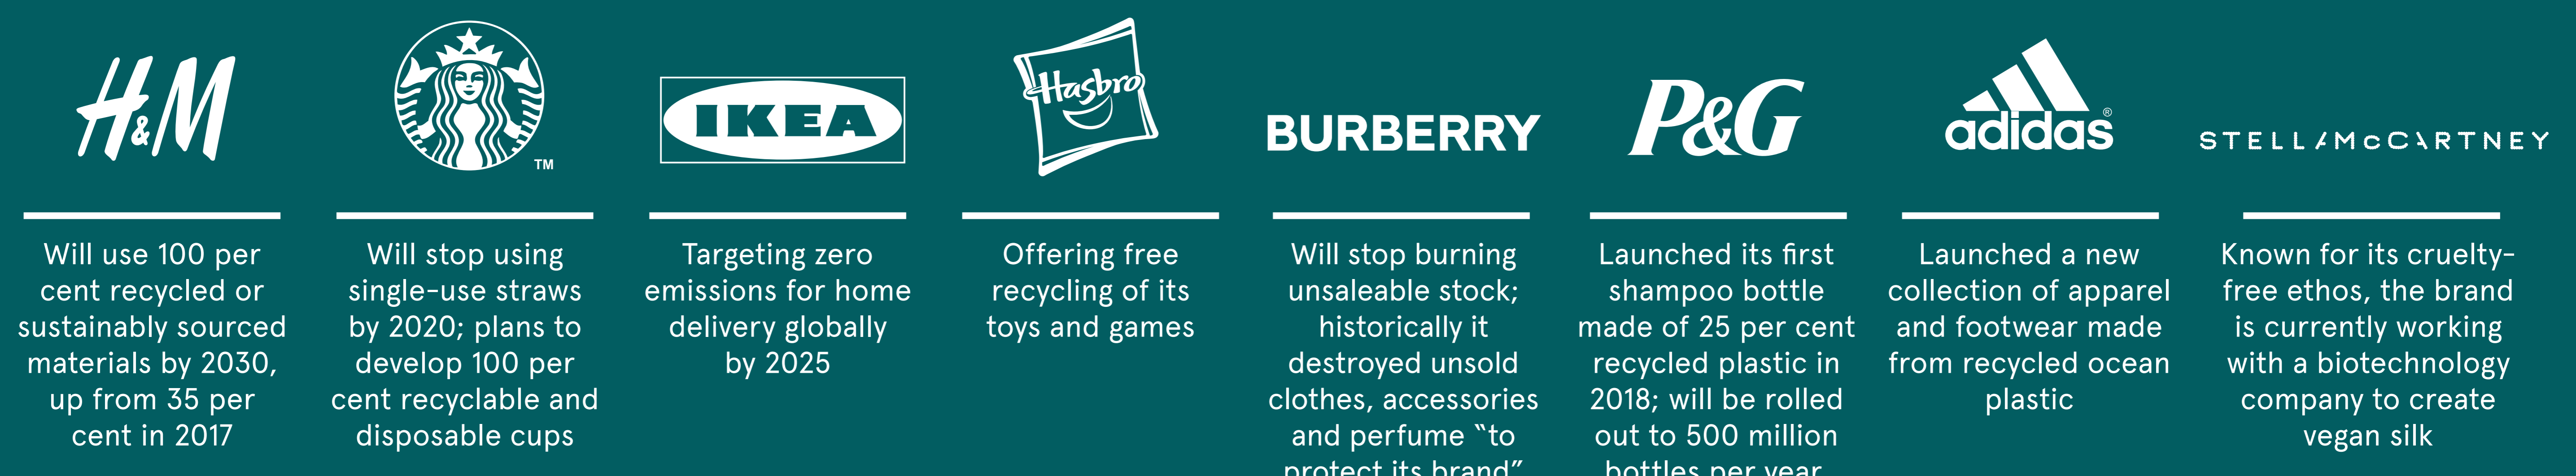 H&M
Will use 100 per
cent recycled or
sustainably sourced
materials by 2030,
up from 35 per
cent in 2017
TM
Will stop using
single-use straws
by 2020; plans to
develop 100 per
cent recyclable and
disposable cups
IKEA
Targeting zero
emissions for home
delivery globally
by 2025
Hasbro
Offering free
recycling of its
toys and games
BURBERRY
Will stop burning
unsaleable stock;
historically it
destroyed unsold
clothes, accessories
and perfume “to
protect its brand”
P&G
Launched its first
shampoo bottle
made of 25 per cent
recycled plastic in
2018; will be rolled
out to 500 million
bottles per year
adidas®
Launched a new
collection of apparel
and footwear made
from recycled ocean
plastic
STELLA McCARTNEY
Known for its cruelty-
free ethos, the brand
is currently working
with a biotechnology
company to create
vegan silk